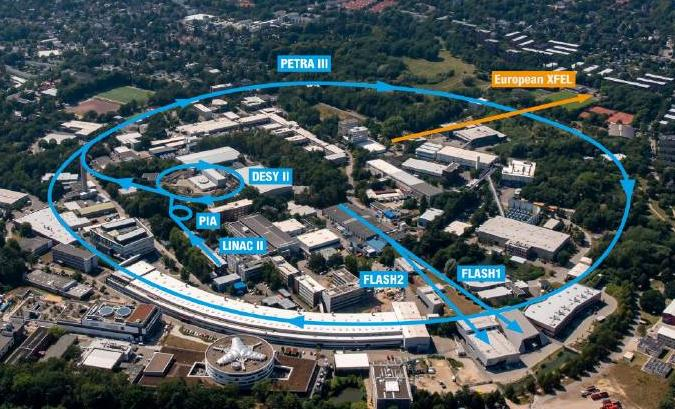 PETRA III
European XFEL
DESY II
PIA
LINAC II
FLASH2
FLASH1